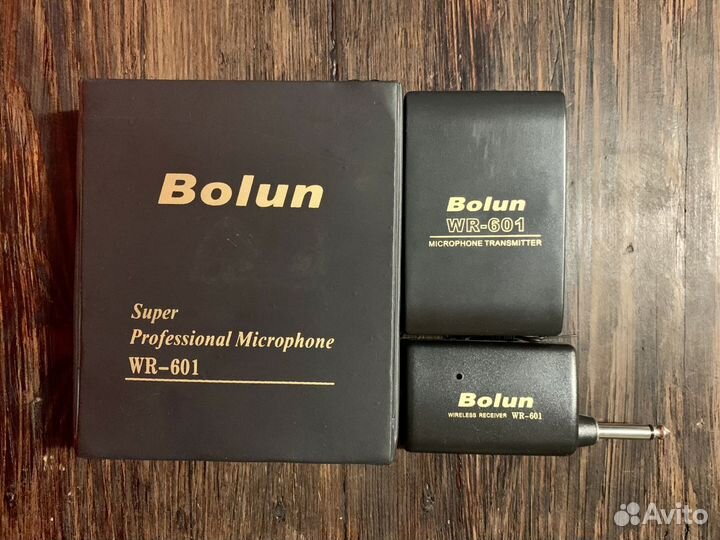 Bolun
Super
Professional Microphone
WR-601
Bolun
WR-601
MICROPHONE TRANSMITTER
Bolun
WIRELESS RECEIVER WR-601
Avito